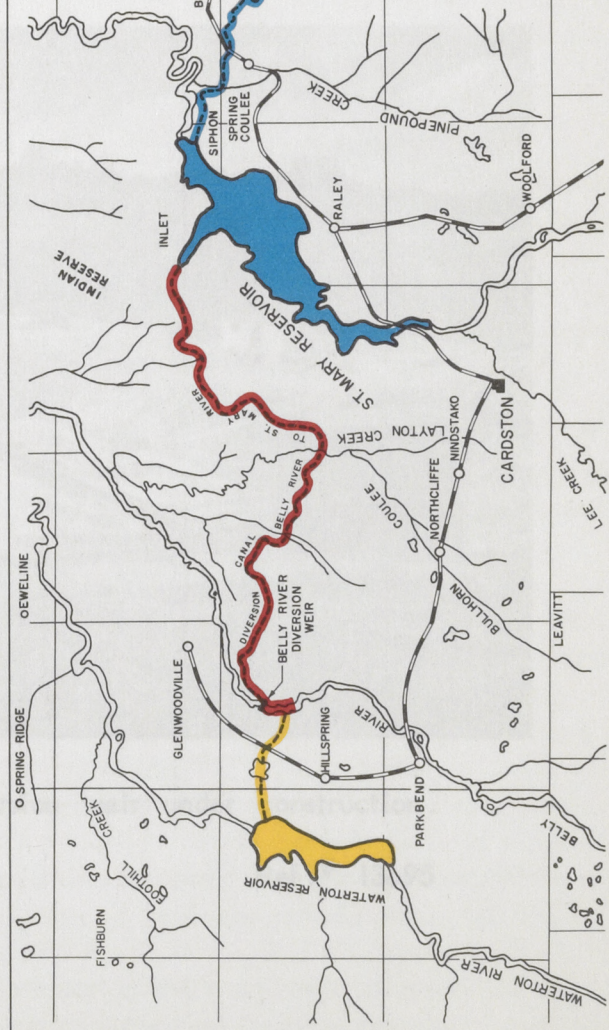 B
SIPHON
SPRING
COULEE
CREEK
PINEPOUND
WOOLFORD
RALEY
INLET
INDIAN
RESERVE
ST. MARY RESERVOIR
RIVER
ST. MARY
TO
BELLY RIVER
CANAL
DIVERSION
LAYTON CREEK
CARDSTON
NINDSTAKO
NORTHCLIFFE
LEE CREEK
COULEE
BULLHORN
LEAVITT
EWELINE
SPRING RIDGE
BELLY RIVER
DIVERSION
WEIR
GLENWOODVILLE
HILLSPRING
RIVER
PARKBEND
BELLY
CREEK
FOOTHILL
FISHBURN
WATERTON RESERVOIR
WATERTON RIVER